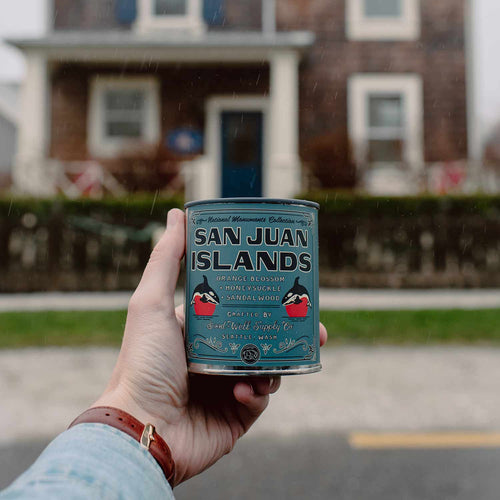 National Monuments Collection
SAN JUAN
ISLANDS
ORANGE BLOSSOM
+ HONEYSUCKLE
+ SANDALWOOD
CRAFTED BY
Good & Well Supply Co.
SEATTLE, WASH